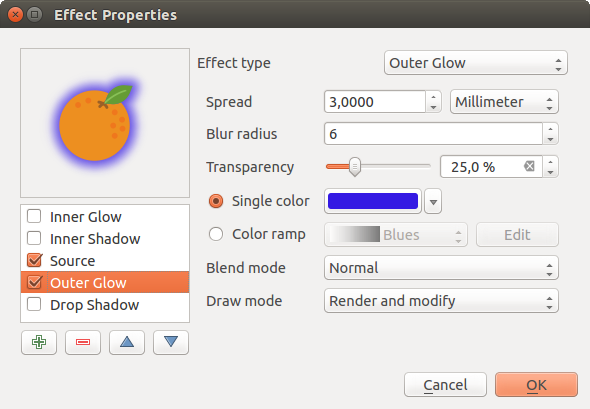 Effect Properties
Effect type
Outer Glow
Spread
3,0000
Millimeter
Blur radius
6
Transparency
25,0 %
Single color
Color ramp
Blues
Edit
Blend mode
Normal
Draw mode
Render and modify
Inner Glow
Inner Shadow
Source
Outer Glow
Drop Shadow
Cancel
OK